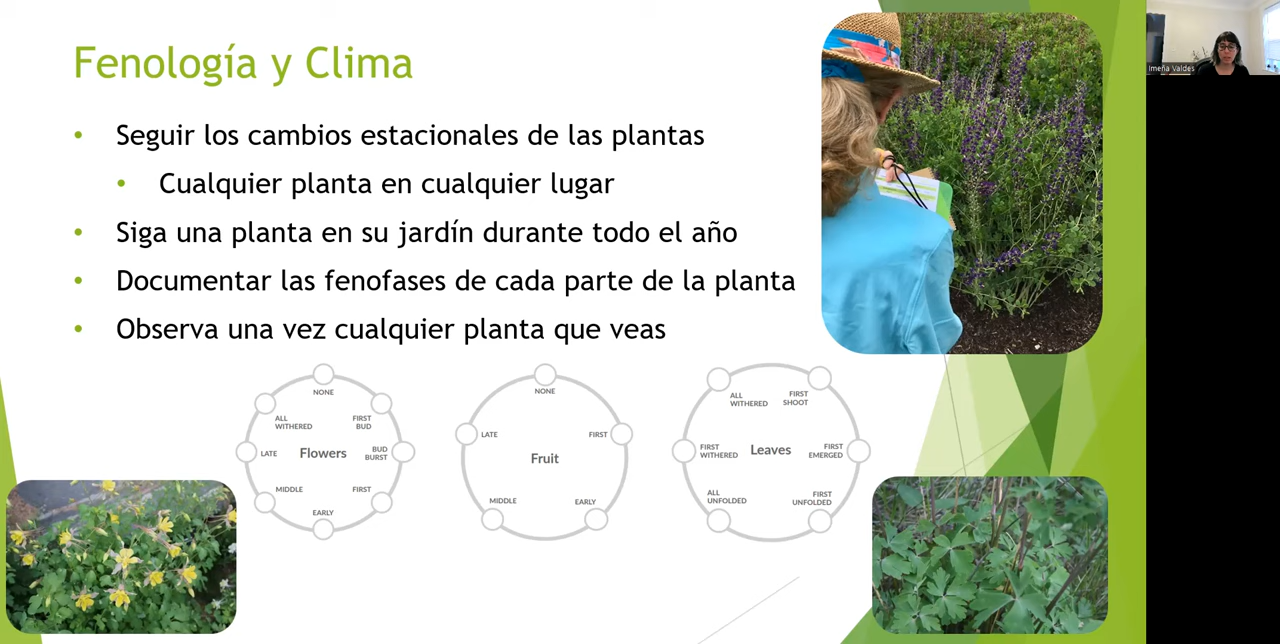 Fenología y Clima
Imeña Valdes
• Seguir los cambios estacionales de las plantas
• Cualquier planta en cualquier lugar
• Siga una planta en su jardín durante todo el año
• Documentar las fenofases de cada parte de la planta
• Observa una vez cualquier planta que veas
NONE
FIRST
BUD
BUD
BURST
FIRST
EARLY
MIDDLE
LATE
ALL
WITHERED
Flowers
NONE
FIRST
EARLY
MIDDLE
LATE
Fruit
FIRST
SHOOT
FIRST
EMERGED
FIRST
UNFOLDED
ALL
UNFOLDED
FIRST
WITHERED
ALL
WITHERED
Leaves